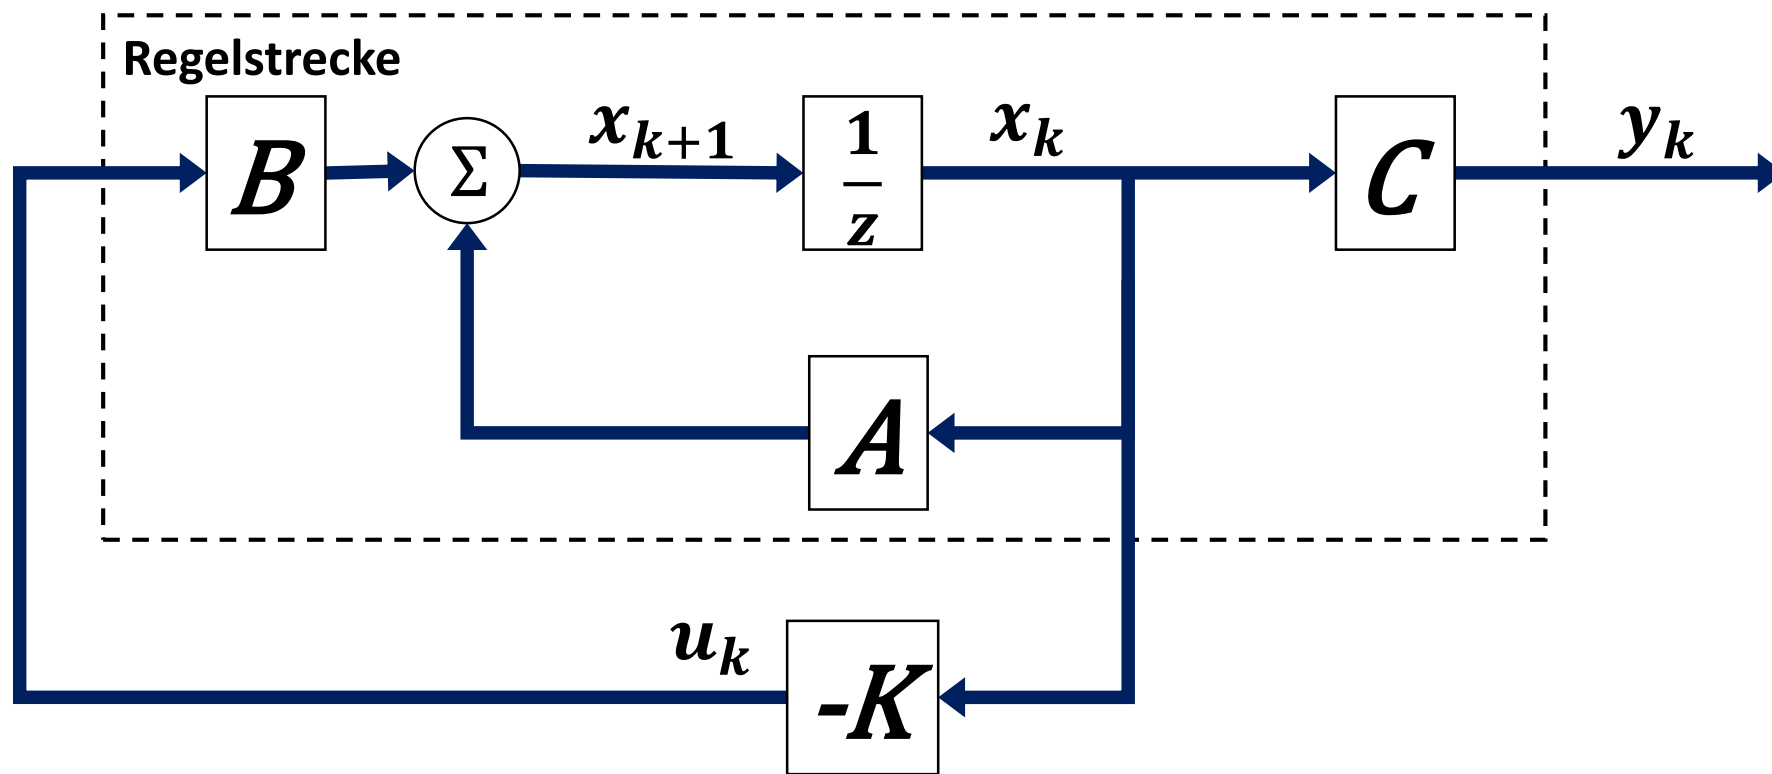 Regelstrecke
B
Σ
x_{k+1}
1
z
x_k
C
y_k
A
u_k
-K